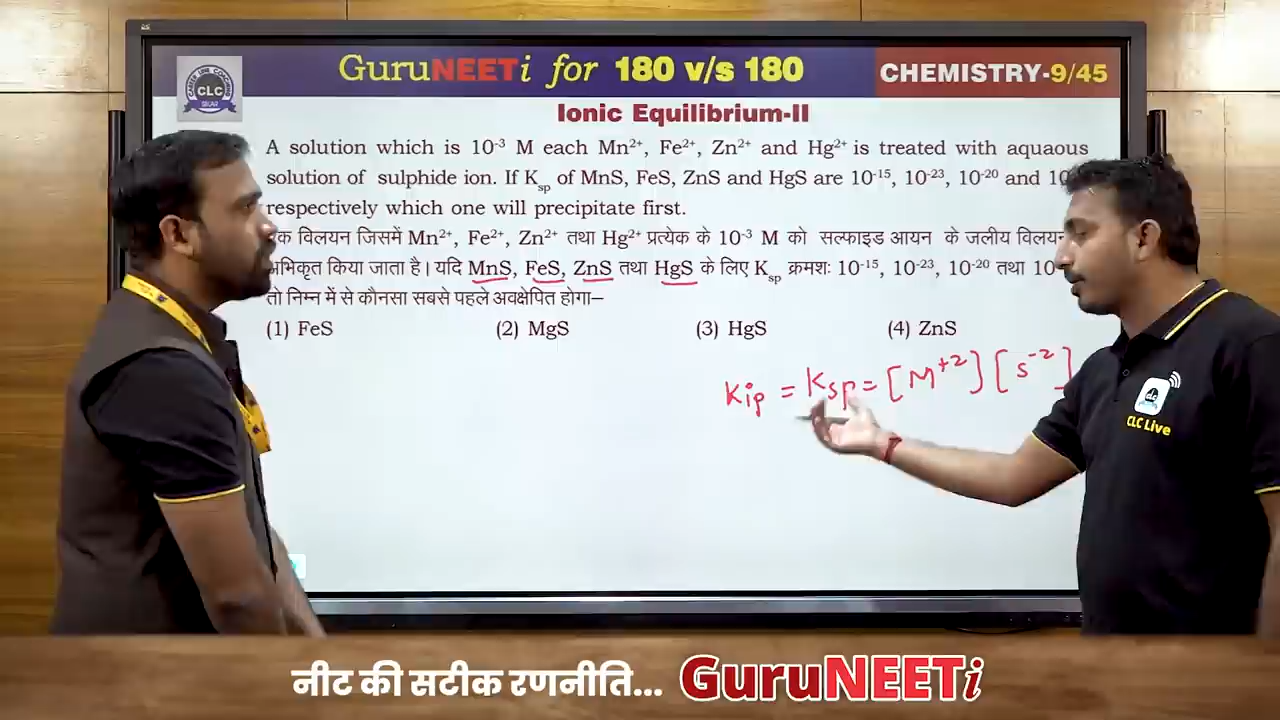 GuruNEETi for 180 v/s 180
CHEMISTRY-9/45
CLC
SIKAR
Ionic Equilibrium-II
A solution which is 10⁻³ M each Mn²⁺, Fe²⁺, Zn²⁺ and Hg²⁺ is treated with aquaous
solution of sulphide ion. If Ksp of MnS, FeS, ZnS and HgS are 10⁻¹⁵, 10⁻²³, 10⁻²⁰ and
respectively which one will precipitate first.
विलयन जिसमें Mn²⁺, Fe²⁺, Zn²⁺ तथा Hg²⁺ प्रत्येक के 10⁻³ M को सल्फाइड आयन के जलीय विलयन
अभिकृत किया जाता है। यदि MnS, FeS, ZnS तथा HgS के लिए Ksp क्रमशः 10⁻¹⁵, 10⁻²³, 10⁻²⁰ तथा
तो निम्न में से कौनसा सबसे पहले अवक्षेपित होगा–
(1) FeS (2) MgS (3) HgS (4) ZnS
Kip = Ksp = [M⁺²][S⁻²]
CLC Live
नीट की सटीक रणनीति... GuruNEETi